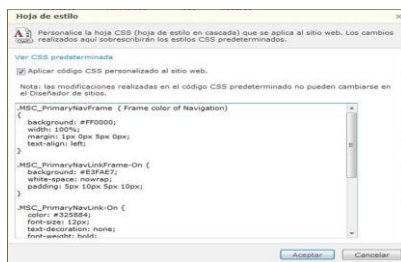 Hoja de estilo
Personalice la hoja CSS (hoja de estilo en cascada) que se aplica al sitio web. Los cambios
realizados aquí sobrescribirán los estilos CSS predeterminados.
Ver CSS predeterminada
Aplicar código CSS personalizado al sitio web.
Nota: las modificaciones realizadas en el código CSS predeterminado no pueden cambiarse en
el Diseñador de sitios.
.MSC_PrimaryNavFrame ( Frame color of Navigation)
{
background: #FF0000;
width: 100%;
margin: 1px 0px 5px 0px;
text-align: left;
}
.MSC_PrimaryNavLinkFrame-On {
background: #E3FAE7;
white-space: nowrap;
padding: 5px 10px 5px 10px;
}
.MSC_PrimaryNavLink-On {
color: #325884;
font-size: 12px;
text-decoration: none;
font-weight: bold;
Aceptar
Cancelar